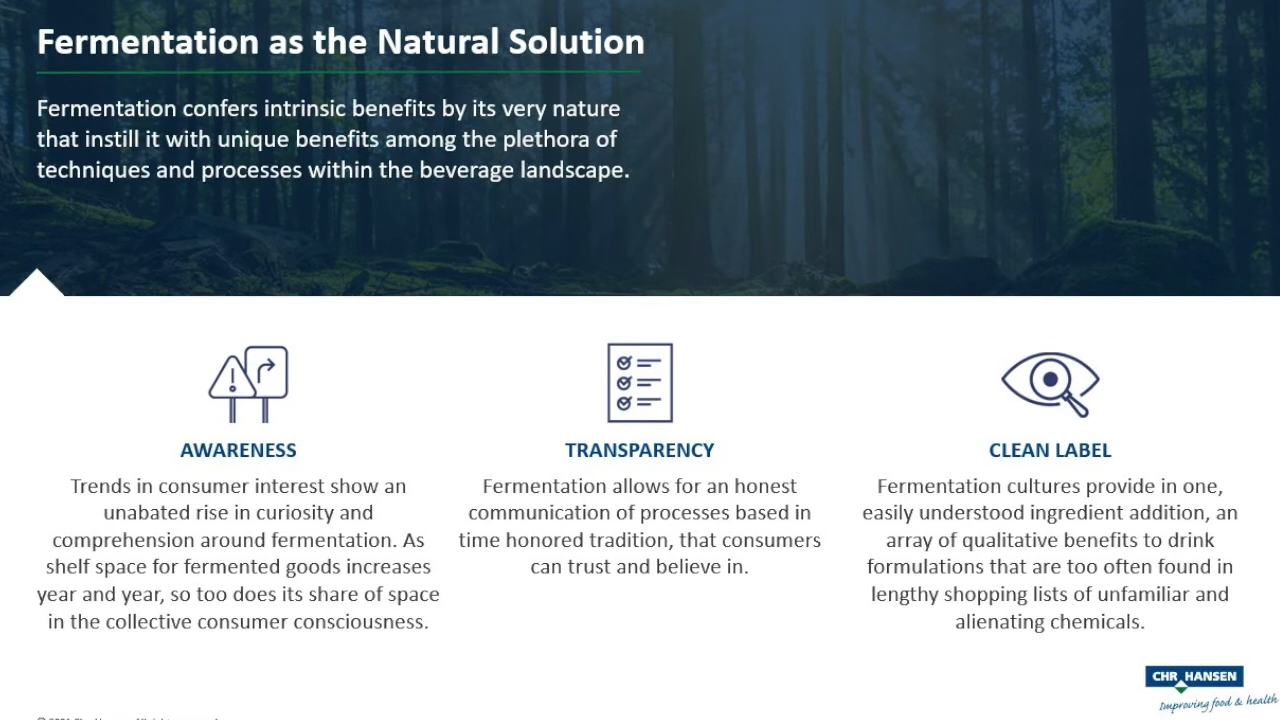 Fermentation as the Natural Solution
Fermentation confers intrinsic benefits by its very nature
that instill it with unique benefits among the plethora of
techniques and processes within the beverage landscape.
AWARENESS
Trends in consumer interest show an
unabated rise in curiosity and
comprehension around fermentation. As
shelf space for fermented goods increases
year and year, so too does its share of space
in the collective consumer consciousness.
TRANSPARENCY
Fermentation allows for an honest
communication of processes based in
time honored tradition, that consumers
can trust and believe in.
CLEAN LABEL
Fermentation cultures provide in one,
easily understood ingredient addition, an
array of qualitative benefits to drink
formulations that are too often found in
lengthy shopping lists of unfamiliar and
alienating chemicals.
CHR HANSEN
Improving food & health